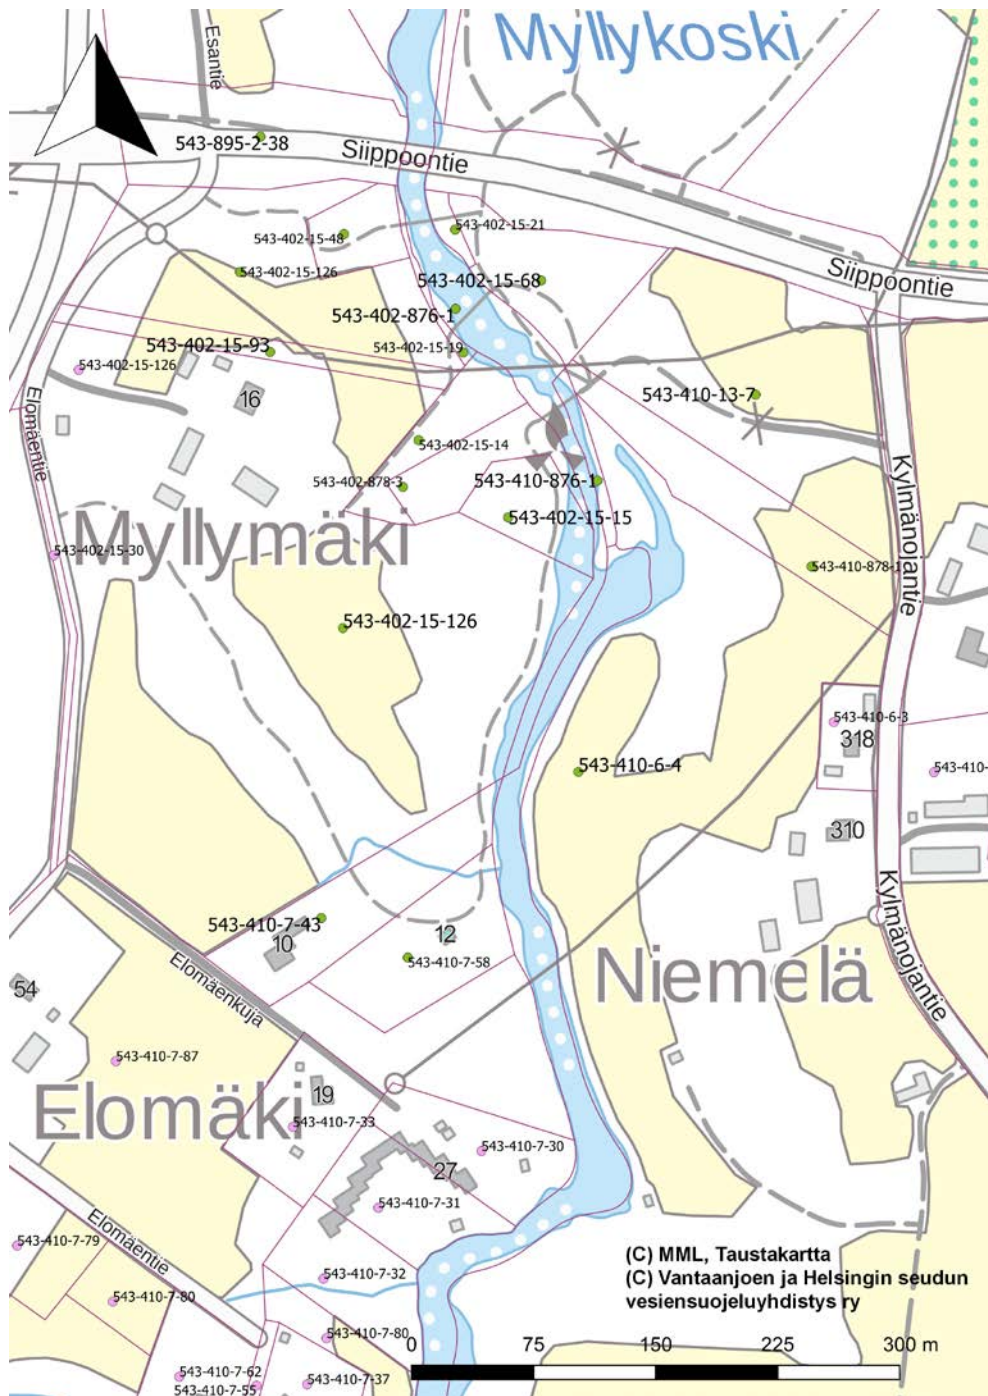 Myllykoski
Esantie
543-895-2-38
Siippoontie
543-402-15-48
543-402-15-21
Siippoontie
543-402-15-126
543-402-15-68
543-402-876-1
543-402-15-93
543-402-15-19
543-402-15-126
543-410-13-7
16
Elomäentie
543-402-15-14
543-402-878-3
543-410-876-1
Kylmänojantie
543-402-15-15
Myllymäki
543-402-15-30
543-410-878-1
543-402-15-126
543-410-6-3
318
543-410-6-4
543-410-
310
543-410-7-43
10
12
543-410-7-58
Kylmänojantie
Niemelä
Elomäenkuja
54
543-410-7-87
Elomäki
19
543-410-7-33
543-410-7-30
27
543-410-7-31
Elomäentie
543-410-7-79
543-410-7-32
543-410-7-80
(C) MML, Taustakartta
(C) Vantaanjoen ja Helsingin seudun
vesiensuojeluyhdistys ry
543-410-7-80
0 75 150 225 300 m
543-410-7-62
543-410-7-55
543-410-7-37